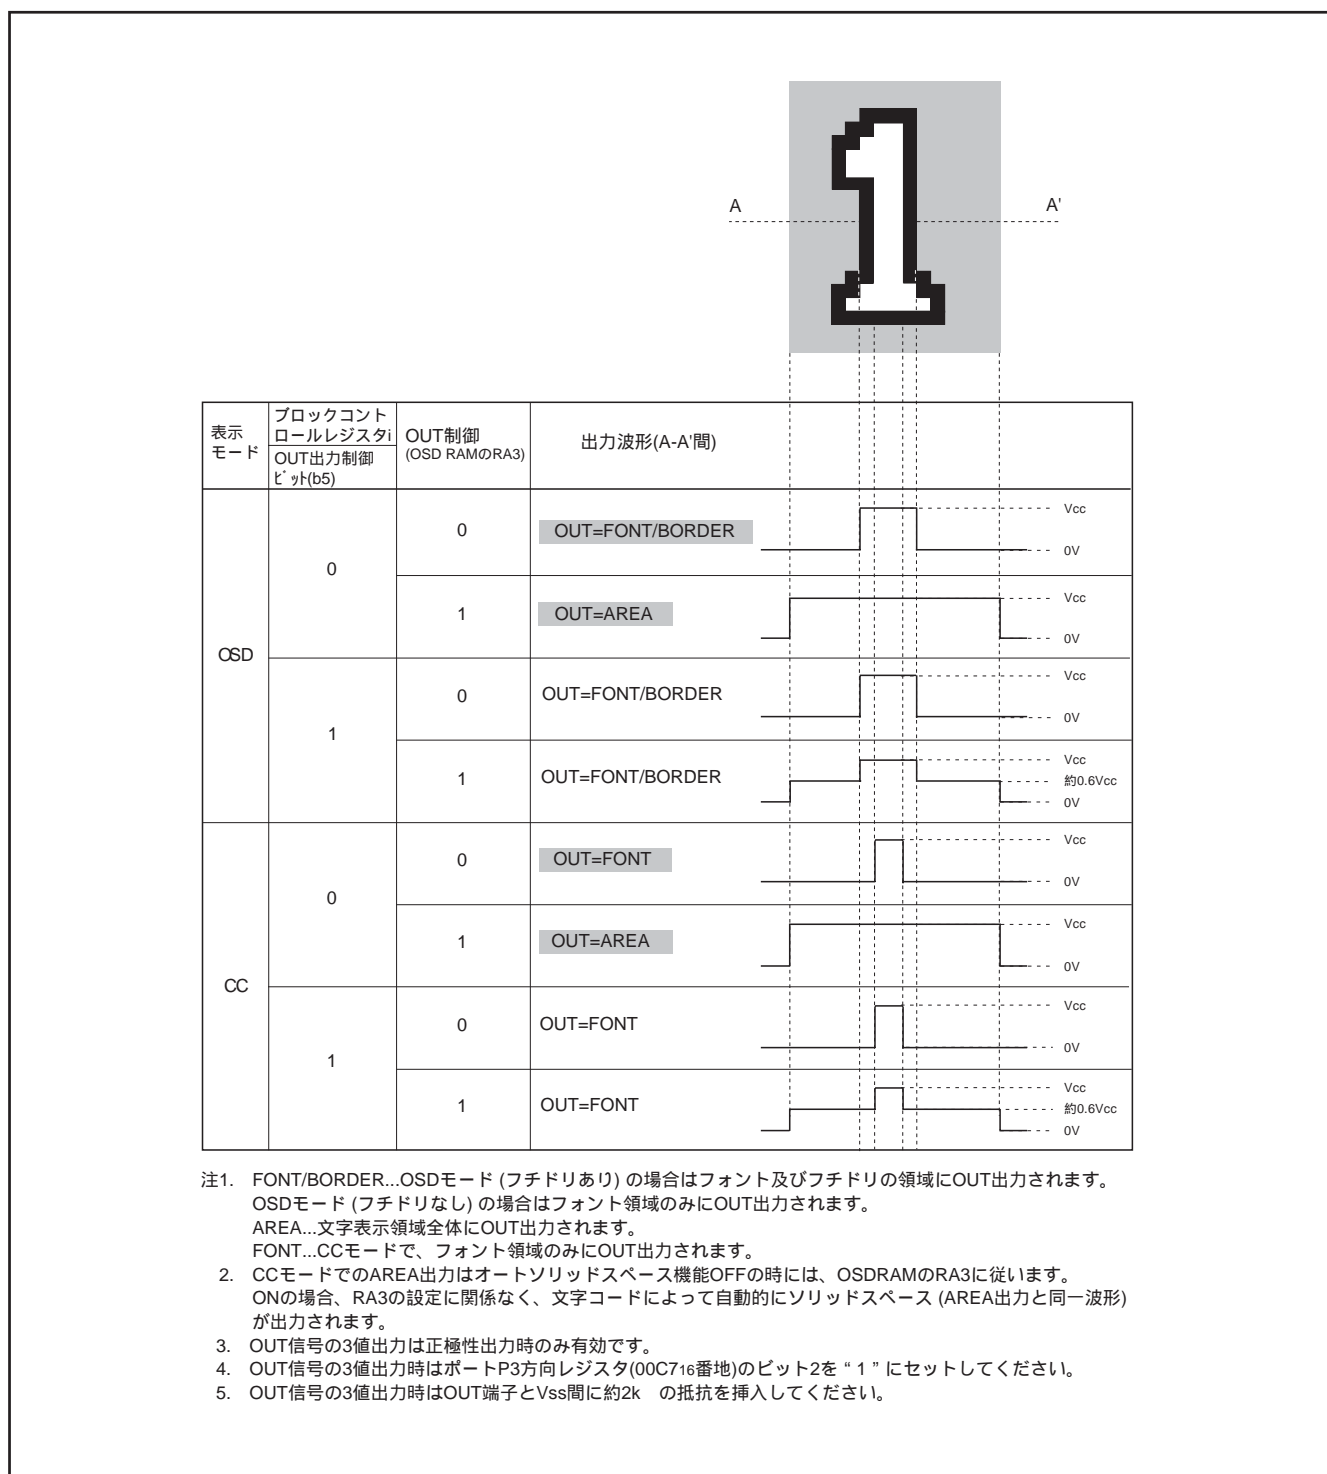 A
A'
表示
モード
ブロックコント
ロールレジスタi
OUT出力制御
ビット(b5)
OUT制御
(OSD RAMのRA3)
出力波形(A-A'間)
OSD
0
0
OUT=FONT/BORDER
Vcc
0V
1
OUT=AREA
Vcc
0V
1
0
OUT=FONT/BORDER
Vcc
0V
1
OUT=FONT/BORDER
Vcc
約0.6Vcc
0V
CC
0
0
OUT=FONT
Vcc
0V
1
OUT=AREA
Vcc
0V
1
0
OUT=FONT
Vcc
0V
1
OUT=FONT
Vcc
約0.6Vcc
0V
注1. FONT/BORDER...OSDモード (フチドリあり) の場合はフォント及びフチドリの領域にOUT出力されます。
OSDモード (フチドリなし) の場合はフォント領域のみにOUT出力されます。
AREA...文字表示領域全体にOUT出力されます。
FONT...CCモードで、フォント領域のみにOUT出力されます。
2. CCモードでのAREA出力はオートソリッドスペース機能OFFの時には、OSDRAMのRA3に従います。
ONの場合、RA3の設定に関係なく、文字コードによって自動的にソリッドスペース (AREA出力と同一波形)
が出力されます。
3. OUT信号の3値出力は正極性出力時のみ有効です。
4. OUT信号の3値出力時はポートP3方向レジスタ(00C716番地)のビット2を “ 1 ” にセットしてください。
5. OUT信号の3値出力時はOUT端子とVss間に約2k の抵抗を挿入してください。